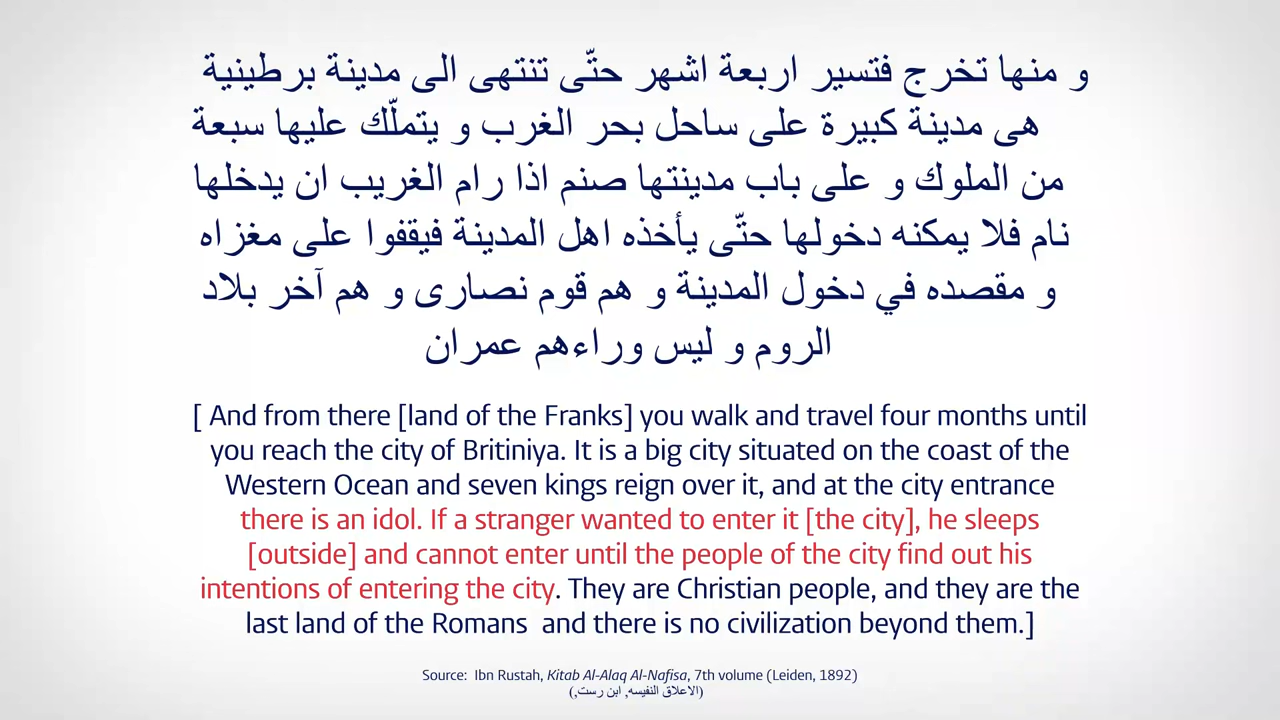 و منها تخرج فتسير اربعة اشهر حتّى تنتهى الى مدينة برطينية
هى مدينة كبيرة على ساحل بحر الغرب و يتملّك عليها سبعة
من الملوك و على باب مدينتها صنم اذا رام الغريب ان يدخلها
نام فلا يمكنه دخولها حتّى يأخذه اهل المدينة فيقفوا على مغزاه
و مقصده في دخول المدينة و هم قوم نصارى و هم آخر بلاد
الروم و ليس وراءهم عمران
[ And from there [land of the Franks] you walk and travel four months until
you reach the city of Britiniya. It is a big city situated on the coast of the
Western Ocean and seven kings reign over it, and at the city entrance
there is an idol. If a stranger wanted to enter it [the city], he sleeps
[outside] and cannot enter until the people of the city find out his
intentions of entering the city. They are Christian people, and they are the
last land of the Romans and there is no civilization beyond them.]
Source: Ibn Rustah, Kitab Al-Alaq Al-Nafisa, 7th volume (Leiden, 1892)
(الاعلاق النفيسه, ابن رست,)